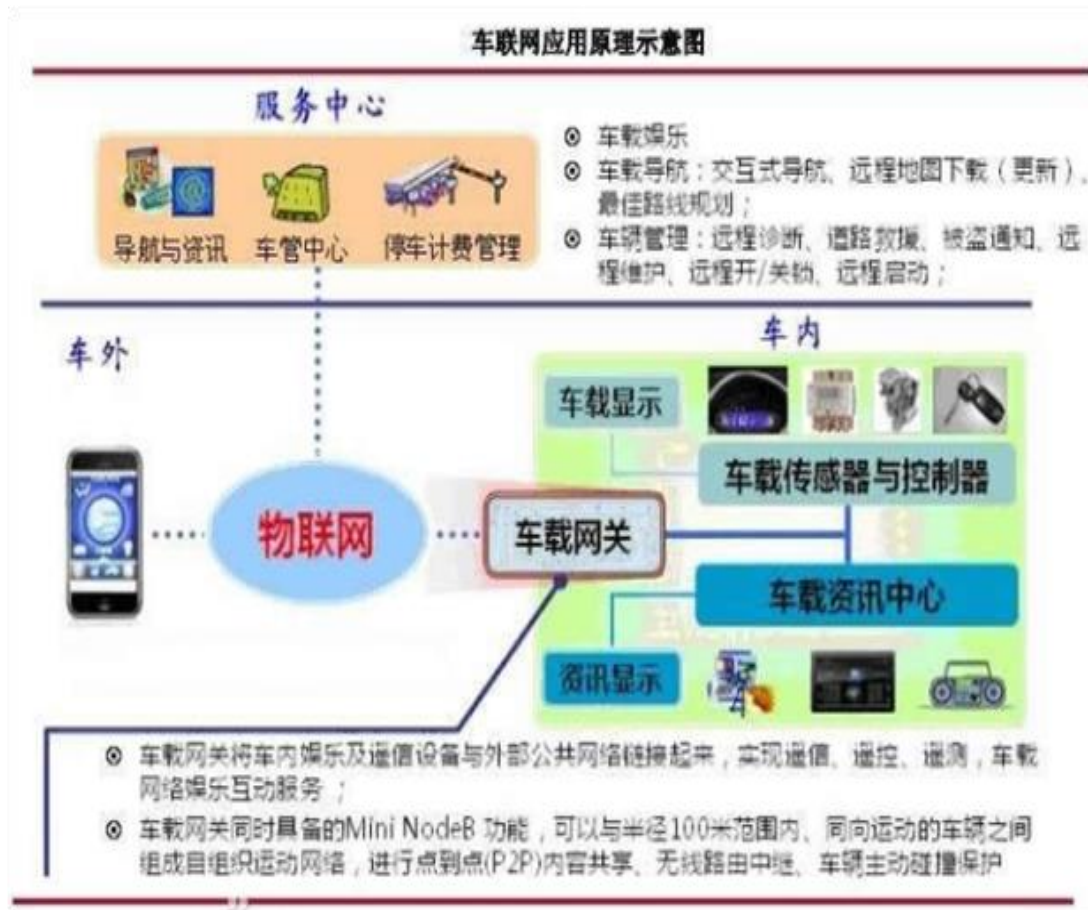 车联网应用原理示意图
服务中心
导航与资讯
车管中心
停车计费管理
⊙ 车载娱乐
⊙ 车载导航：交互式导航、远程地图下载（更新）、
最佳路线规划；
⊙ 车辆管理：远程诊断、道路救援、被盗通知、远
程维护、远程开/关锁、远程启动；
车外
车内
车载显示
车载传感器与控制器
物联网
车载网关
车载资讯中心
资讯显示
⊙ 车载网关将车内娱乐及遥信设备与外部公共网络链接起来，实现遥信、遥控、遥测，车载
网络娱乐互动服务；
⊙ 车载网关同时具备的Mini NodeB 功能，可以与半径100米范围内、同向运动的车辆之间
组成自组织运动网络，进行点到点(P2P)内容共享、无线路由中继、车辆主动碰撞保护